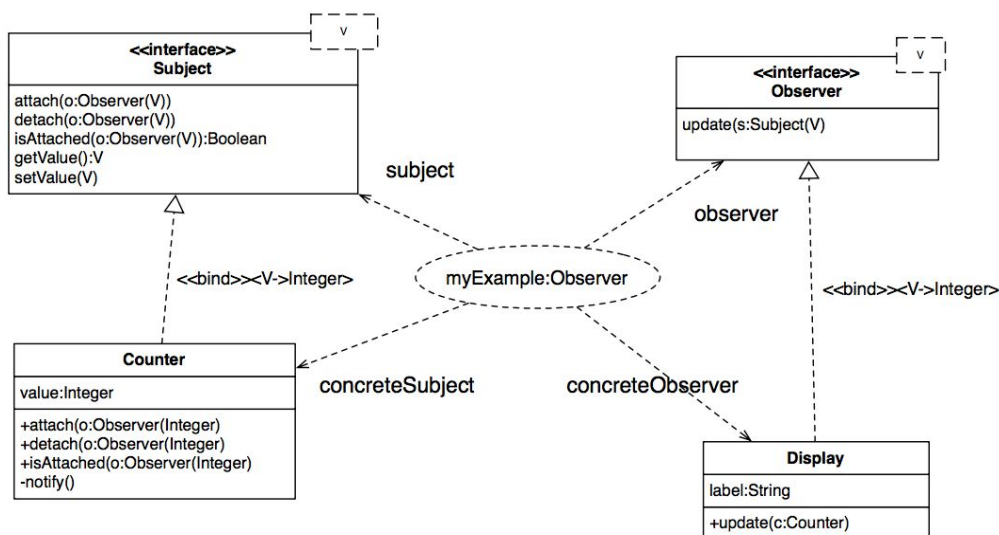 V
<<interface>>
Subject
attach(o:Observer(V))
detach(o:Observer(V))
isAttached(o:Observer(V)):Boolean
getValue():V
setValue(V)
V
<<interface>>
Observer
update(s:Subject(V)
subject
observer
myExample:Observer
<<bind>><V->Integer>
<<bind>><V->Integer>
concreteSubject
concreteObserver
Counter
value:Integer
+attach(o:Observer(Integer)
+detach(o:Observer(Integer)
+isAttached(o:Observer(Integer)
-notify()
Display
label:String
+update(c:Counter)